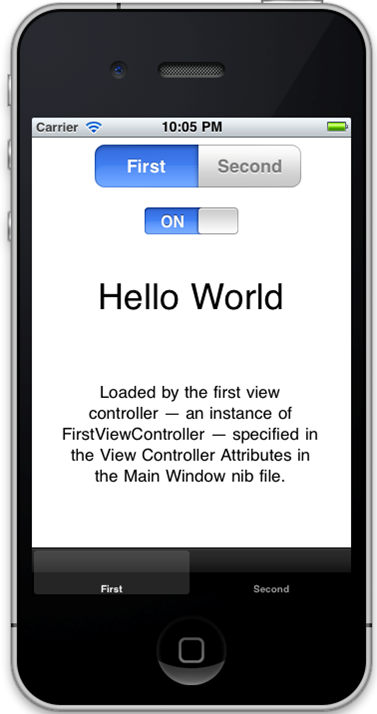 Carrier 10:05 PM
First Second
ON
Hello World
Loaded by the first view
controller — an instance of
FirstViewController — specified in
the View Controller Attributes in
the Main Window nib file.
First Second